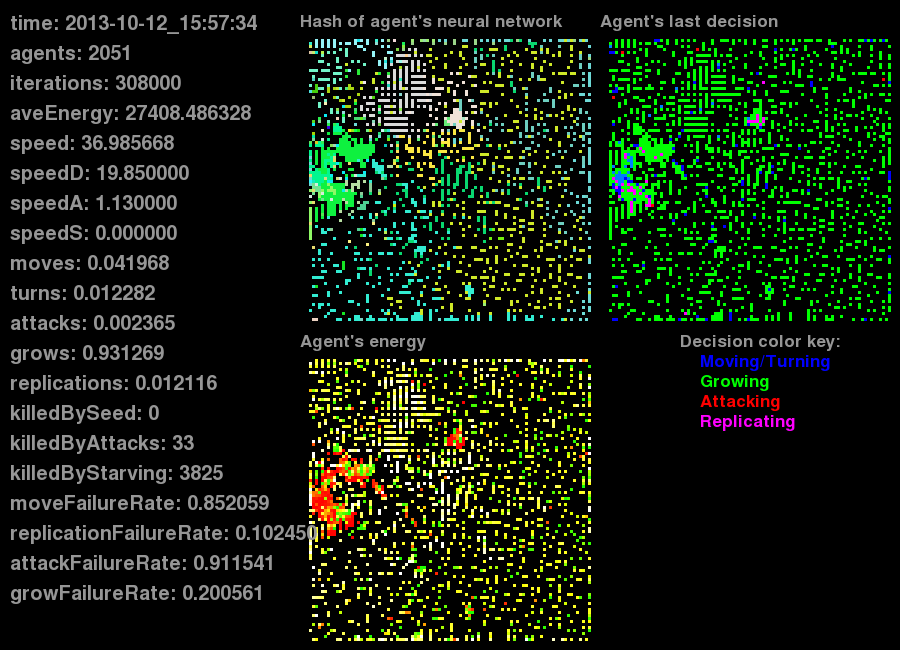 time: 2013-10-12_15:57:34
agents: 2051
iterations: 308000
aveEnergy: 27408.486328
speed: 36.985668
speedD: 19.850000
speedA: 1.130000
speedS: 0.000000
moves: 0.041968
turns: 0.012282
attacks: 0.002365
grows: 0.931269
replications: 0.012116
killedBySeed: 0
killedByAttacks: 33
killedByStarving: 3825
moveFailureRate: 0.852059
replicationFailureRate: 0.102450
attackFailureRate: 0.911541
growFailureRate: 0.200561
Hash of agent's neural network
Agent's last decision
Agent's energy
Decision color key:
Moving/Turning
Growing
Attacking
Replicating